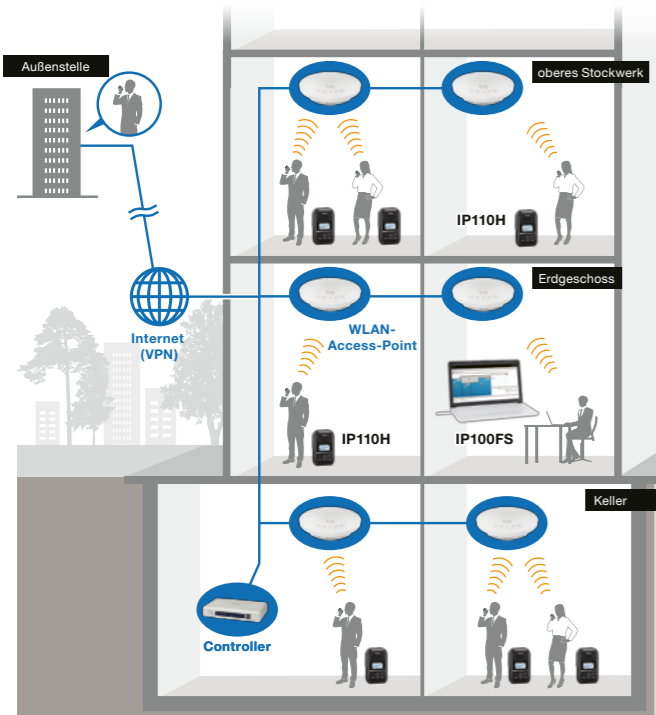 Außenstelle
oberes Stockwerk
IP110H
Erdgeschoss
Internet
(VPN)
WLAN-
Access-Point
IP110H
IP100FS
Keller
Controller